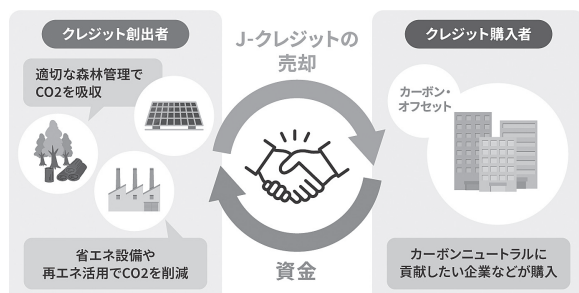 クレジット創出者
適切な森林管理で
CO2を吸収
省エネ設備や
再エネ活用でCO2を削減
J-クレジットの
売却
資金
クレジット購入者
カーボン・
オフセット
カーボンニュートラルに
貢献したい企業などが購入